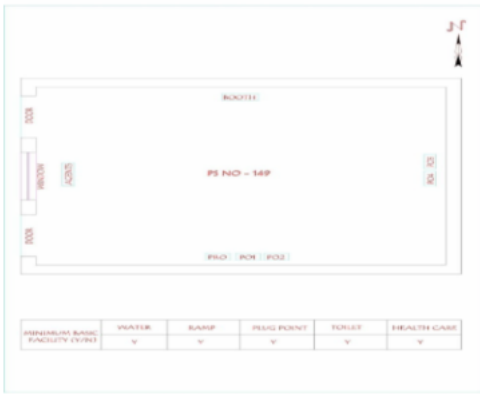 N
BOOTH
DOOR
WINDOW
AGENTS
PS NO - 149
DOOR
PRO PO1 PO2
MINIMUM BASIC FACILITY (Y/N) WATER RAMP PLUG POINT TOILET HEALTH CARE
Y Y Y Y Y